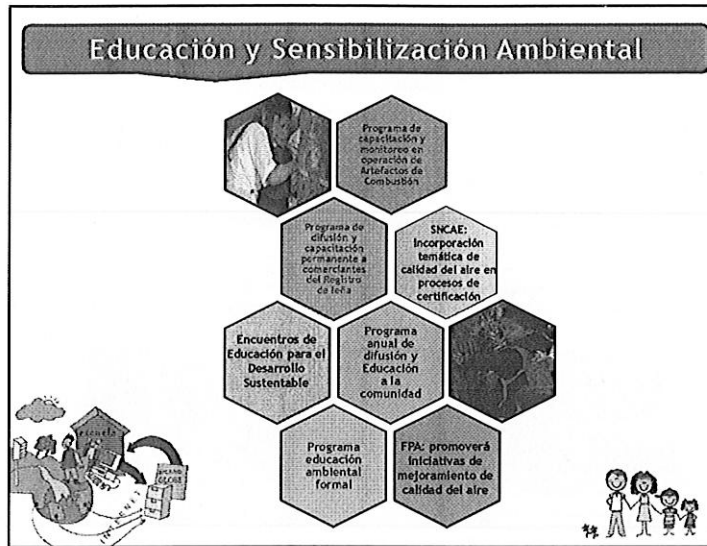 Educación y Sensibilización Ambiental
Programa de
capacitación y
monitoreo en
operación de
Artefactos de
Combustión
Programa de
difusión y
capacitación
permanente a
comerciantes
del Registro
de leña
SNCAE:
Incorporación
temática de
calidad del aire en
procesos de
certificación
Encuentros de
Educación para el
Desarrollo
Sustentable
Programa
anual de
difusión y
Educación
a la
comunidad
Programa
educación
ambiental
formal
FPA: promoverá
iniciativas de
mejoramiento de
calidad del aire
escuela
INTERNET